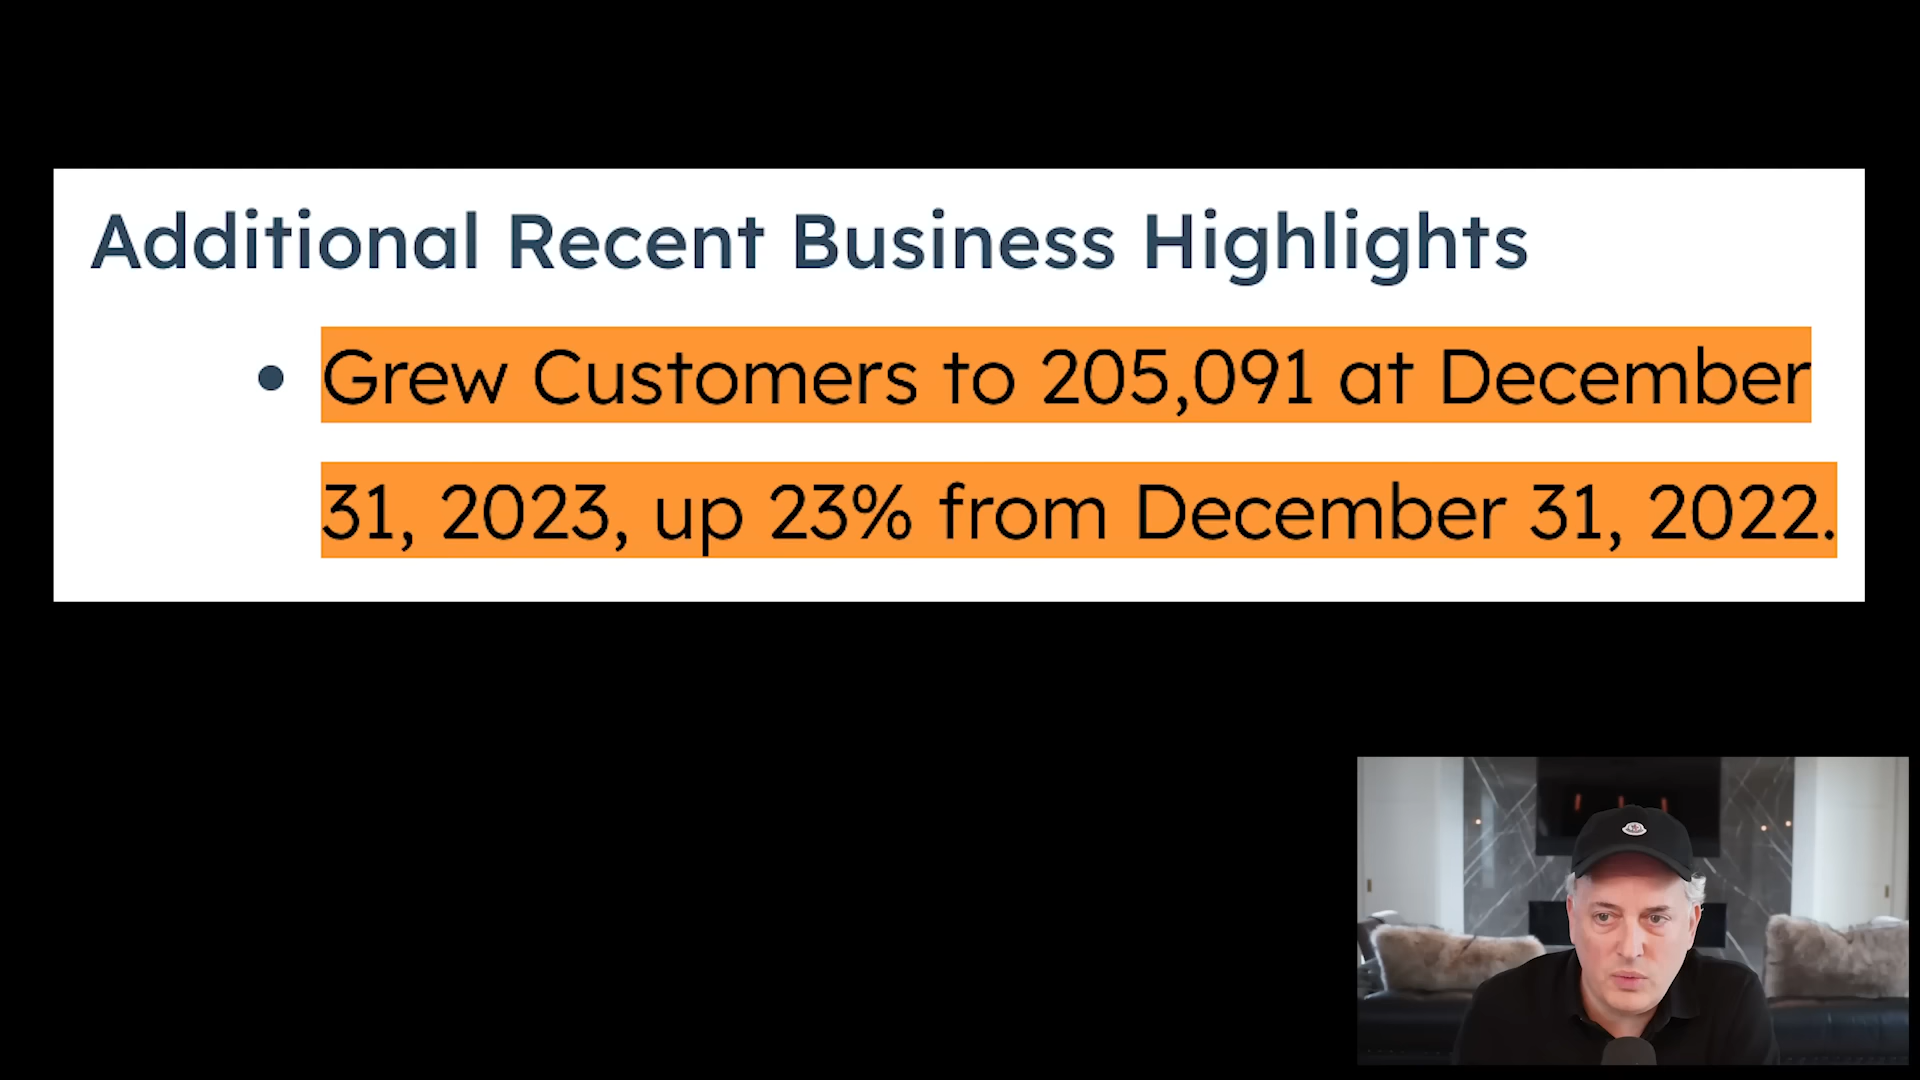 Additional Recent Business Highlights
• Grew Customers to 205,091 at December
31, 2023, up 23% from December 31, 2022.